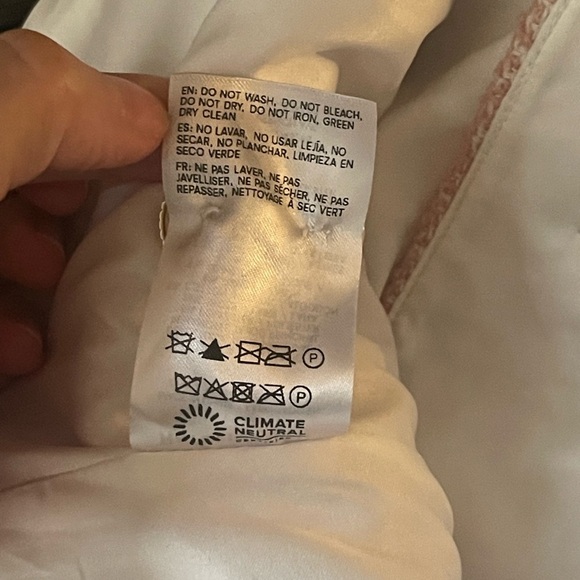 EN: DO NOT WASH, DO NOT BLEACH,
DO NOT DRY, DO NOT IRON, GREEN
DRY CLEAN
ES: NO LAVAR, NO USAR LEJÍA, NO
SECAR, NO PLANCHAR, LIMPIEZA EN
SECO VERDE
FR: NE PAS LAVER, NE PAS
JAVELLISER, NE PAS SÉCHER, NE PAS
REPASSER, NETTOYAGE À SEC VERT
P
P
CLIMATE
NEUTRAL